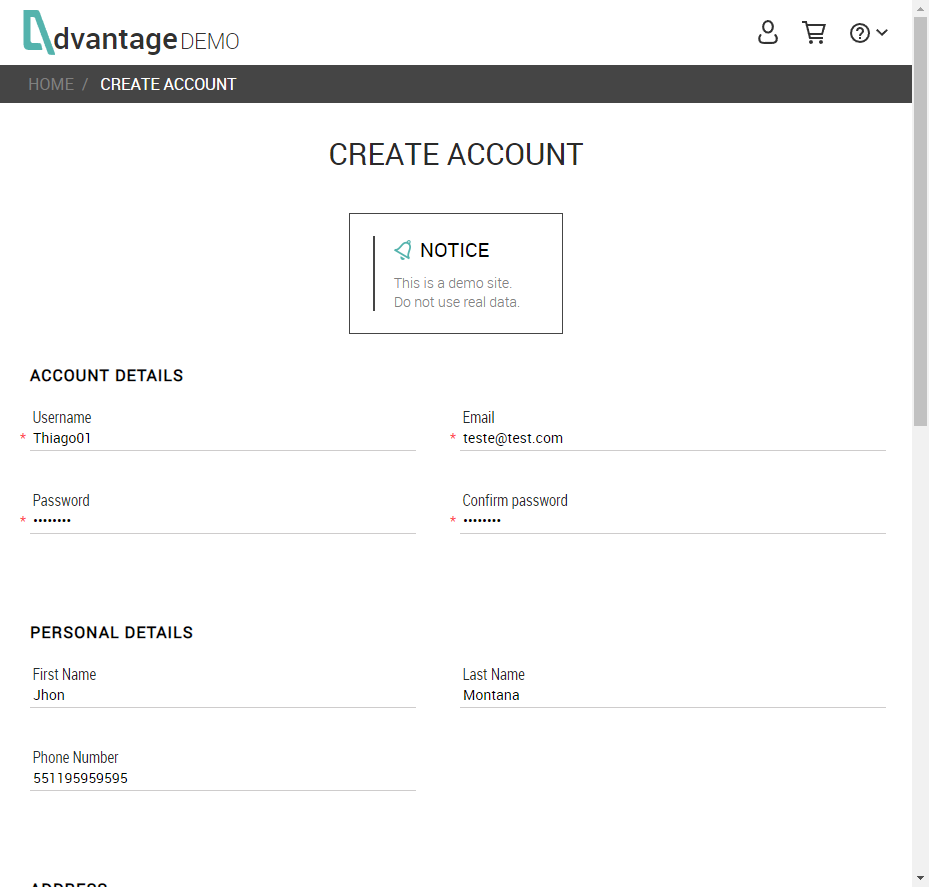 dvantage DEMO
HOME / CREATE ACCOUNT
CREATE ACCOUNT
NOTICE
This is a demo site.
Do not use real data.
ACCOUNT DETAILS
Username Email
* Thiago01 * teste@test.com
Password Confirm password
* •••••••• * ••••••••
PERSONAL DETAILS
First Name Last Name
Jhon Montana
Phone Number
551195959595
ADDRESS